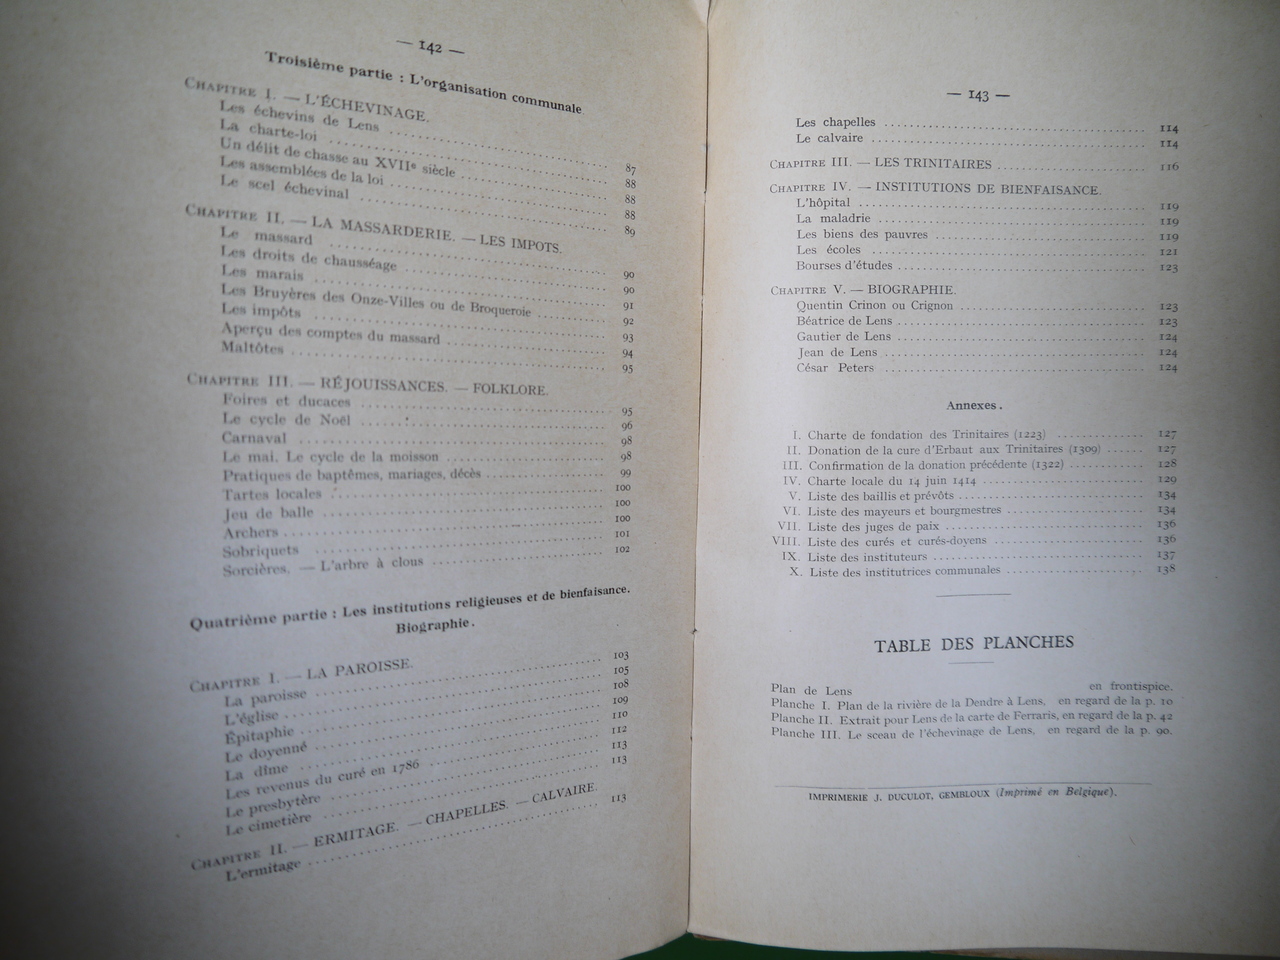 — 142 —
Troisième partie : L'organisation communale
CHAPITRE I. — L'ÉCHEVINAGE.
Les échevins de Lens .......... 87
La charte-loi .......... 88
Un délit de chasse au XVIIe siècle .......... 88
Les assemblées de la loi .......... 88
Le scel échevinal .......... 89
CHAPITRE II. — LA MASSARDERIE. — LES IMPOTS.
Le massard .......... 90
Les droits de chausséage .......... 90
Les marais .......... 91
Les Bruyères des Onze-Villes ou de Broqueroie .......... 92
Les impôts .......... 93
Aperçu des comptes du massard .......... 94
Maltôtes .......... 95
CHAPITRE III. — RÉJOUISSANCES. — FOLKLORE.
Foires et ducaces .......... 95
Le cycle de Noël .......... 96
Carnaval .......... 98
Le mai. Le cycle de la moisson .......... 98
Pratiques de baptêmes, mariages, décès .......... 99
Tartes locales .......... 100
Jeu de balle .......... 100
Archers .......... 100
Sobriquets .......... 101
Sorcières. — L'arbre à clous .......... 102
Quatrième partie : Les institutions religieuses et de bienfaisance.
Biographie.
CHAPITRE I. — LA PAROISSE.
La paroisse .......... 103
L'église .......... 105
Épitaphie .......... 108
Le doyenné .......... 109
La dîme .......... 110
Les revenus du curé en 1786 .......... 112
Le presbytère .......... 113
Le cimetière .......... 113
CHAPITRE II. — ERMITAGE. — CHAPELLES. — CALVAIRE.
L'ermitage .......... 113
— 143 —
Les chapelles .......... 114
Le calvaire .......... 114
CHAPITRE III. — LES TRINITAIRES .......... 116
CHAPITRE IV. — INSTITUTIONS DE BIENFAISANCE.
L'hôpital .......... 119
La maladrie .......... 119
Les biens des pauvres .......... 119
Les écoles .......... 121
Bourses d'études .......... 123
CHAPITRE V. — BIOGRAPHIE.
Quentin Crinon ou Crignon .......... 123
Béatrice de Lens .......... 123
Gautier de Lens .......... 124
Jean de Lens .......... 124
César Peters .......... 124
Annexes.
I. Charte de fondation des Trinitaires (1223) .......... 127
II. Donation de la cure d'Erbaut aux Trinitaires (1309) ...... 127
III. Confirmation de la donation précédente (1322) .......... 128
IV. Charte locale du 14 juin 1414 .......... 129
V. Liste des baillis et prévôts .......... 134
VI. Liste des mayeurs et bourgmestres .......... 134
VII. Liste des juges de paix .......... 136
VIII. Liste des curés et curés-doyens .......... 136
IX. Liste des instituteurs .......... 137
X. Liste des institutrices communales .......... 138
TABLE DES PLANCHES
Plan de Lens en frontispice.
Planche I. Plan de la rivière de la Dendre à Lens, en regard de la p. 10
Planche II. Extrait pour Lens de la carte de Ferraris, en regard de la p. 42
Planche III. Le sceau de l'échevinage de Lens, en regard de la p. 90.
IMPRIMERIE J. DUCULOT, GEMBLOUX (Imprimé en Belgique).